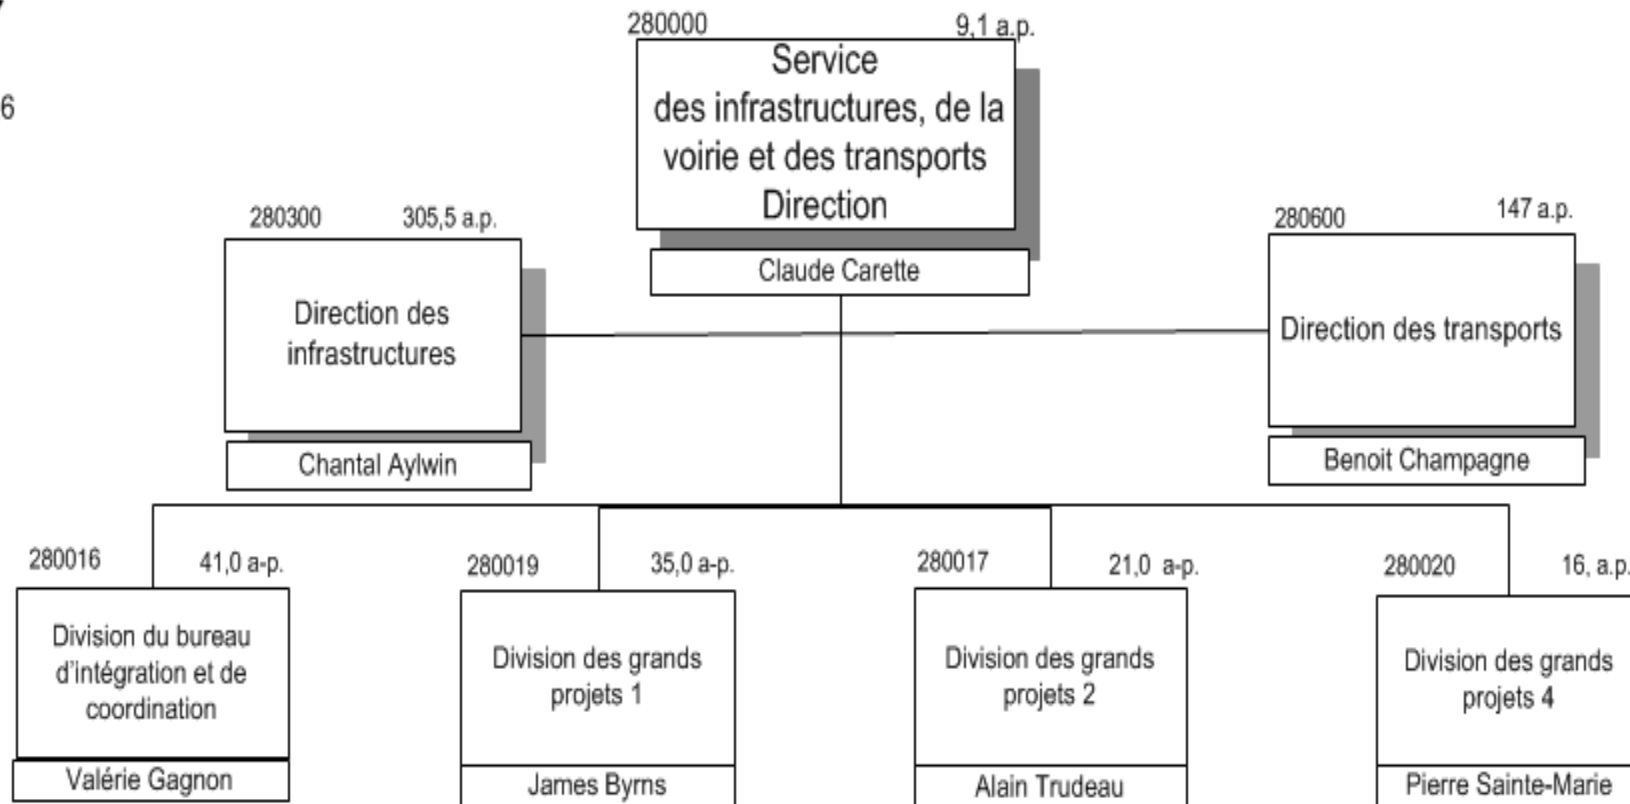 6
280000 9,1 a.p.
Service
des infrastructures, de la
voirie et des transports
Direction
Claude Carette
280300 305,5 a.p.
Direction des
infrastructures
Chantal Aylwin
280600 147 a.p.
Direction des transports
Benoit Champagne
280016 41,0 a-p.
Division du bureau
d'intégration et de
coordination
Valérie Gagnon
280019 35,0 a-p.
Division des grands
projets 1
James Byrns
280017 21,0 a-p.
Division des grands
projets 2
Alain Trudeau
280020 16, a.p.
Division des grands
projets 4
Pierre Sainte-Marie